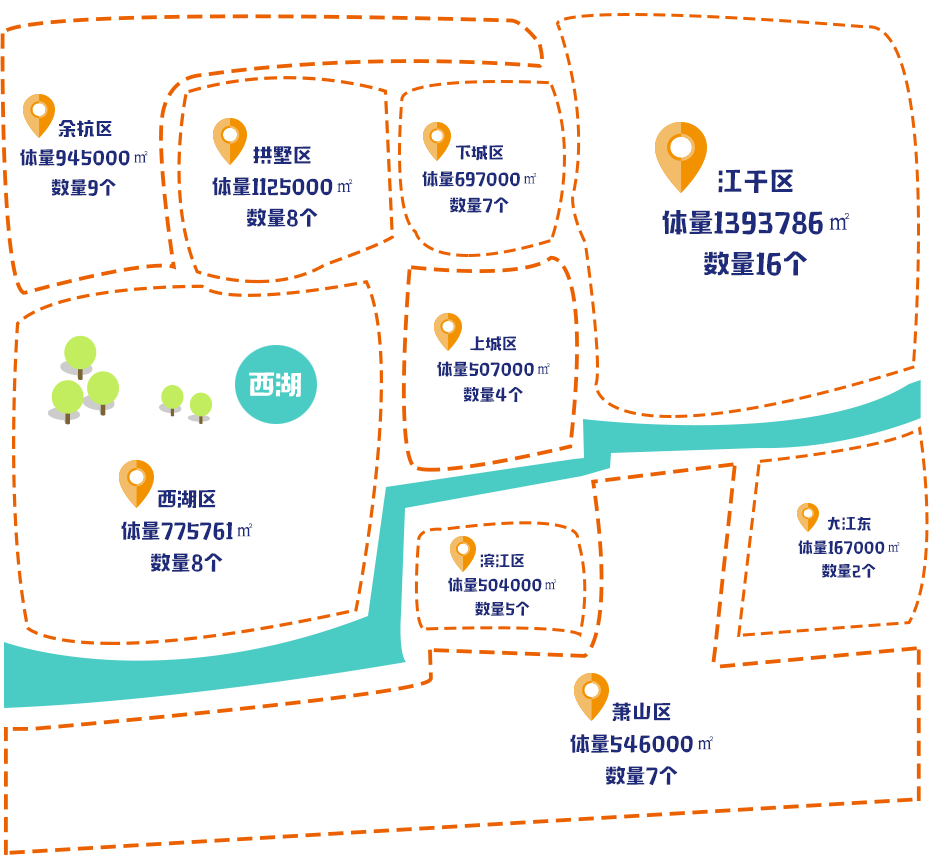 余杭区
体量945000㎡
数量9个
拱墅区
体量1125000㎡
数量8个
下城区
体量697000㎡
数量7个
江干区
体量1393786㎡
数量16个
上城区
体量507000㎡
数量4个
西湖
西湖区
体量775761㎡
数量8个
滨江区
体量504000㎡
数量5个
大江东
体量167000㎡
数量2个
萧山区
体量546000㎡
数量7个